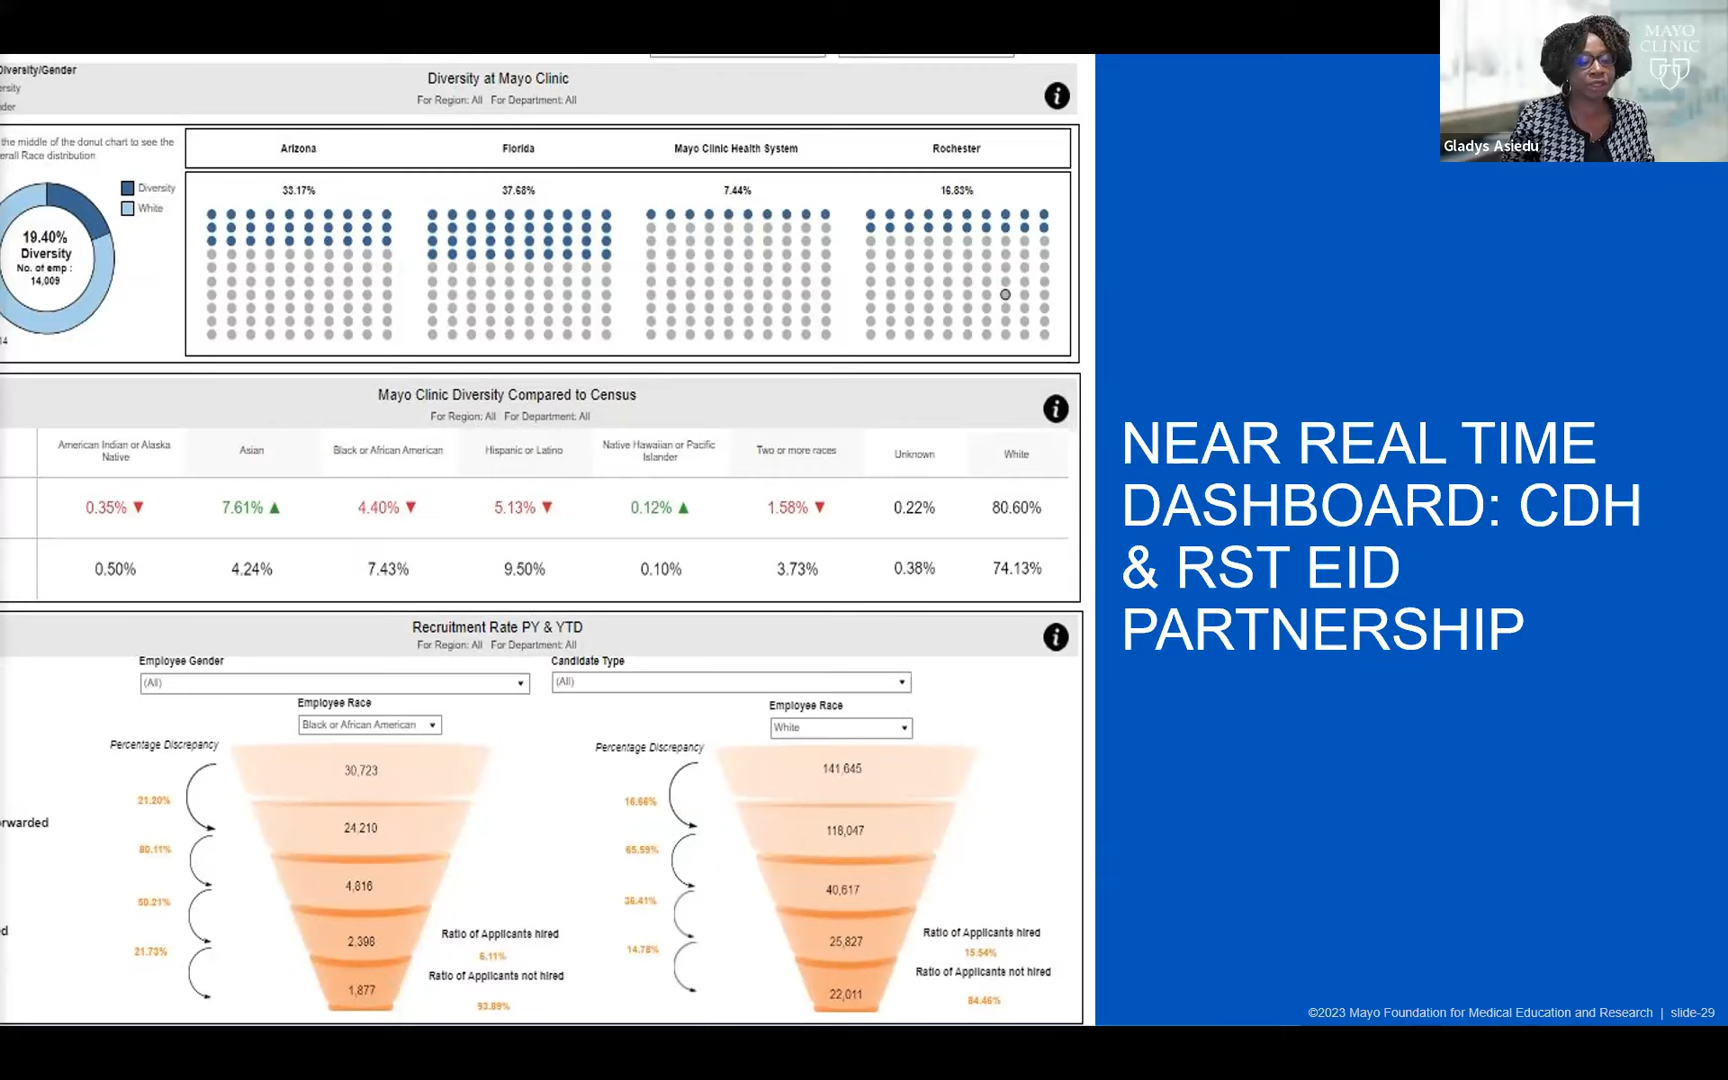 MAYO
CLINIC
Gladys Asiedu
Diversity/Gender
Diversity at Mayo Clinic
For Region: All For Department: All
the middle of the donut chart to see the
erall Race distribution
Diversity
White
19.40%
Diversity
No. of emp :
14,009
Arizona Florida Mayo Clinic Health System Rochester
33.17% 37.68% 7.44% 16.83%
Mayo Clinic Diversity Compared to Census
For Region: All For Department: All
American Indian or Alaska
Native
Asian
Black or African American
Hispanic or Latino
Native Hawaiian or Pacific
Islander
Two or more races
Unknown
White
0.35% ▼ 7.61% ▲ 4.40% ▼ 5.13% ▼ 0.12% ▲ 1.58% ▼ 0.22% 80.60%
0.50% 4.24% 7.43% 9.50% 0.10% 3.73% 0.38% 74.13%
Recruitment Rate PY & YTD
For Region: All For Department: All
Employee Gender
(All)
Candidate Type
(All)
Employee Race
Black or African American
Percentage Discrepancy
30,723
21.20%
24,210
80.11%
4,816
50.21%
2,398
21.73%
1,877
Ratio of Applicants hired
6.11%
Ratio of Applicants not hired
93.89%
Employee Race
White
Percentage Discrepancy
141,645
16.66%
118,047
65.59%
40,617
36.41%
25,827
14.78%
22,011
Ratio of Applicants hired
15.54%
Ratio of Applicants not hired
84.46%
orwarded
NEAR REAL TIME
DASHBOARD: CDH
& RST EID
PARTNERSHIP
©2023 Mayo Foundation for Medical Education and Research | slide-29